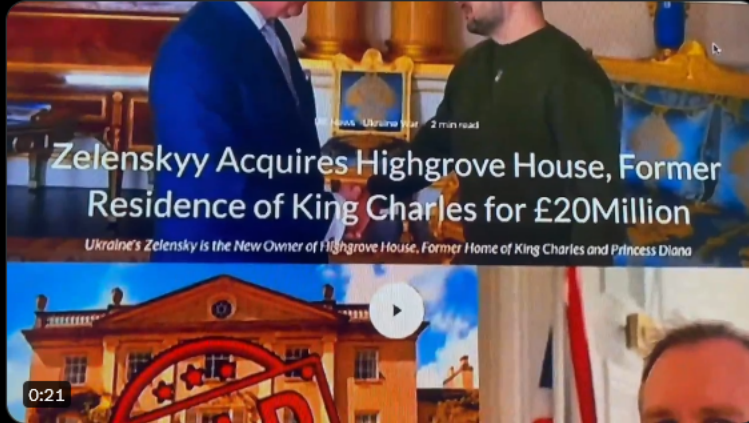 UK News Ukraine War 2 min read
Zelenskyy Acquires Highgrove House, Former
Residence of King Charles for £20Million
Ukraine's Zelensky is the New Owner of Highgrove House, Former Home of King Charles and Princess Diana
0:21